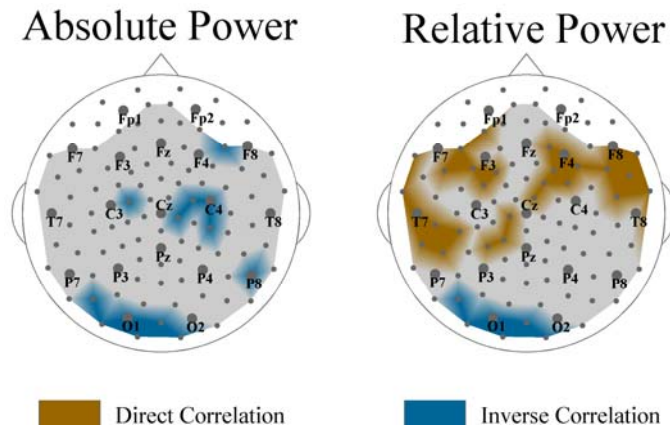 Absolute Power
Relative Power
Fp1 Fp2
F7 F3 Fz F4 F8
T7 C3 Cz C4 T8
Pz
P7 P3 P4 P8
O1 O2
Fp1 Fp2
F7 F3 Fz F4 F8
T7 C3 Cz C4 T8
Pz
P7 P3 P4 P8
O1 O2
Direct Correlation
Inverse Correlation